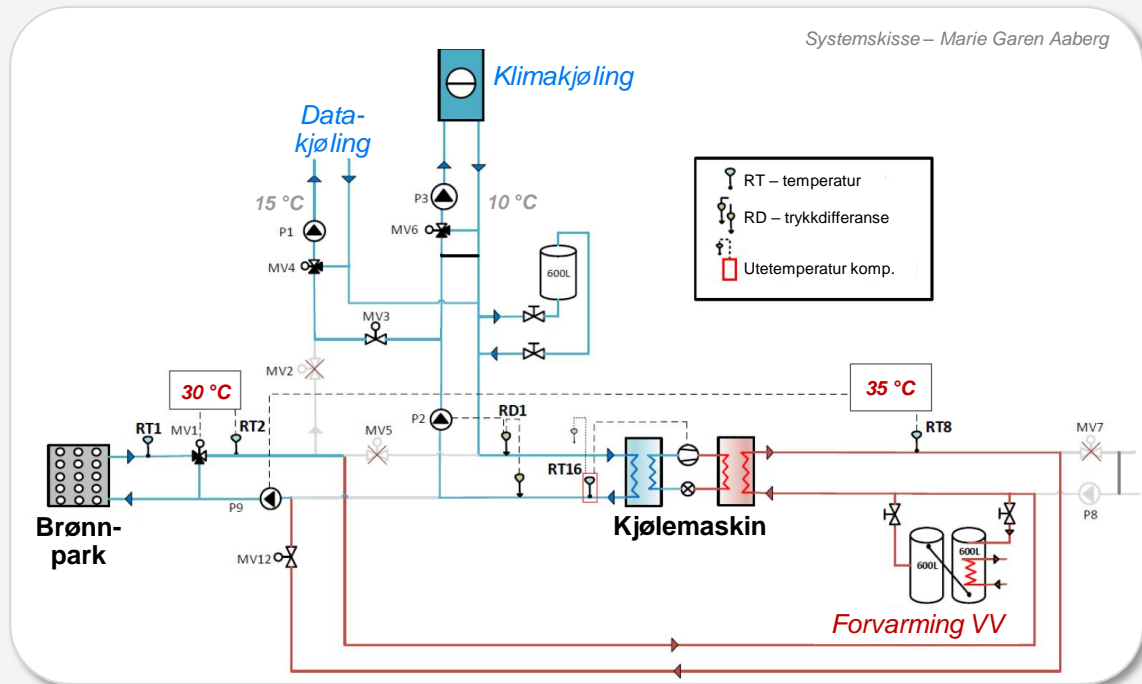 Systemskisse – Marie Garen Aaberg
Klimakjøling
Data-
kjøling
15 °C
P1
MV4
P3
10 °C
MV6
600L
RT – temperatur
RD – trykkdifferanse
Utetemperatur komp.
MV3
MV2
30 °C
35 °C
RT1
MV1
RT2
P2
MV5
RD1
RT16
RT8
MV7
P9
P8
Brønn-
park
MV12
Kjølemaskin
600L
600L
Forvarming VV